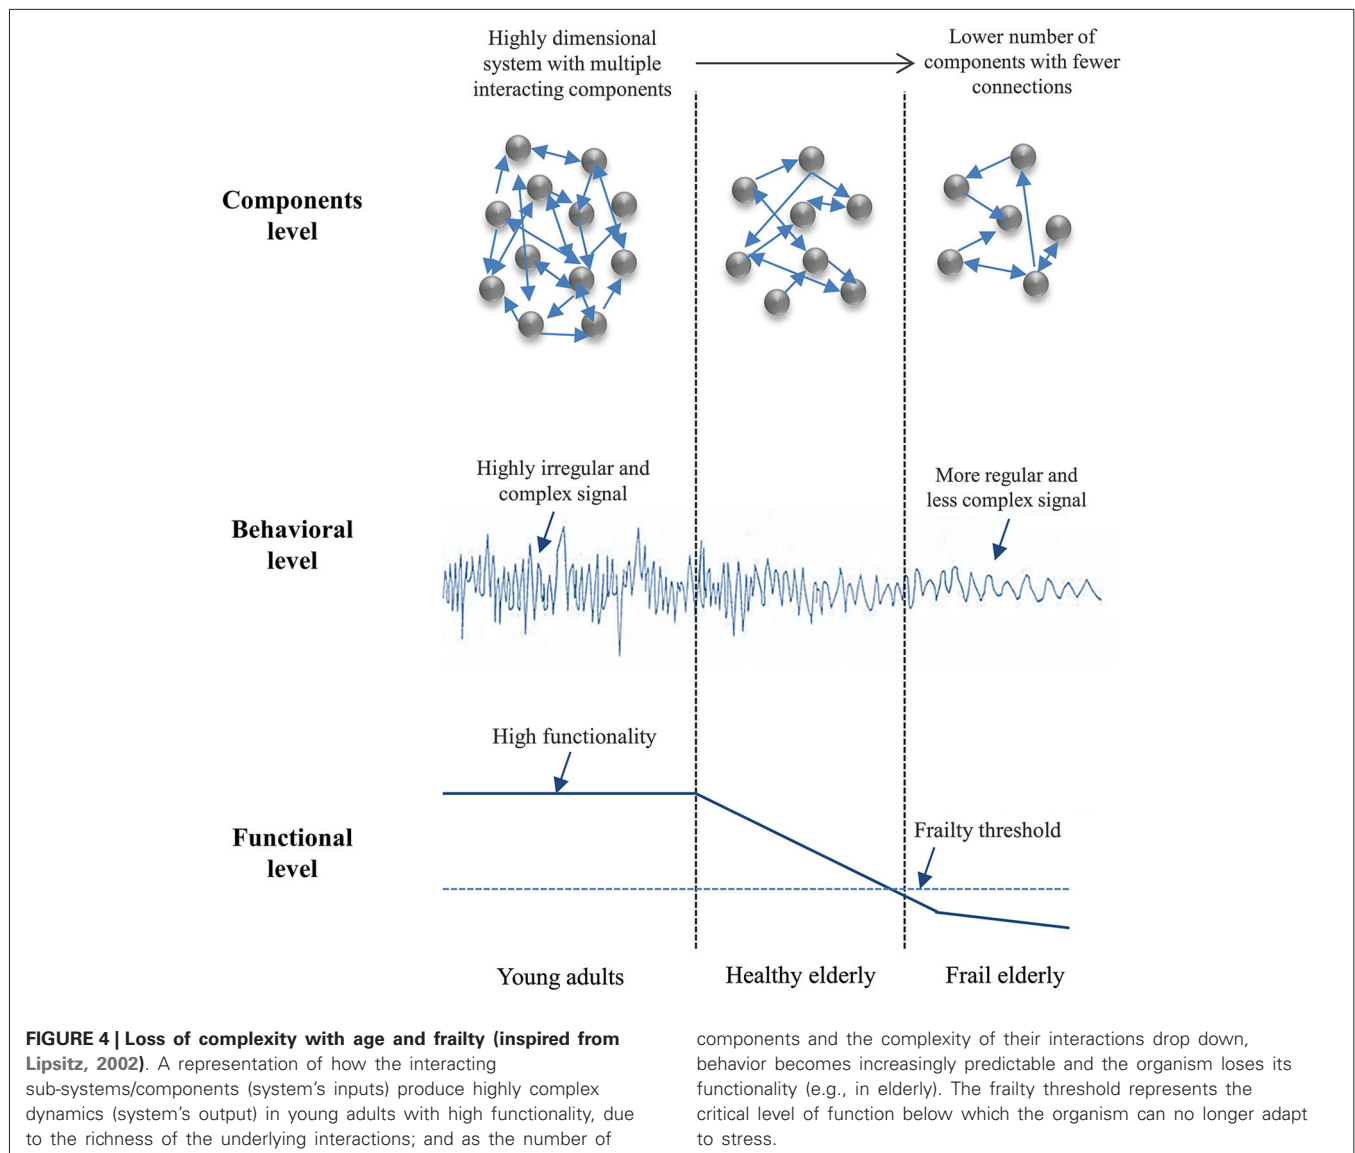 Highly dimensional
system with multiple
interacting components
Lower number of
components with fewer
connections
Components
level
Highly irregular and
complex signal
More regular and
less complex signal
Behavioral
level
High functionality
Frailty threshold
Functional
level
Young adults
Healthy elderly
Frail elderly
FIGURE 4 | Loss of complexity with age and frailty (inspired from
Lipsitz, 2002). A representation of how the interacting
sub-systems/components (system's inputs) produce highly complex
dynamics (system's output) in young adults with high functionality, due
to the richness of the underlying interactions; and as the number of
components and the complexity of their interactions drop down,
behavior becomes increasingly predictable and the organism loses its
functionality (e.g., in elderly). The frailty threshold represents the
critical level of function below which the organism can no longer adapt
to stress.